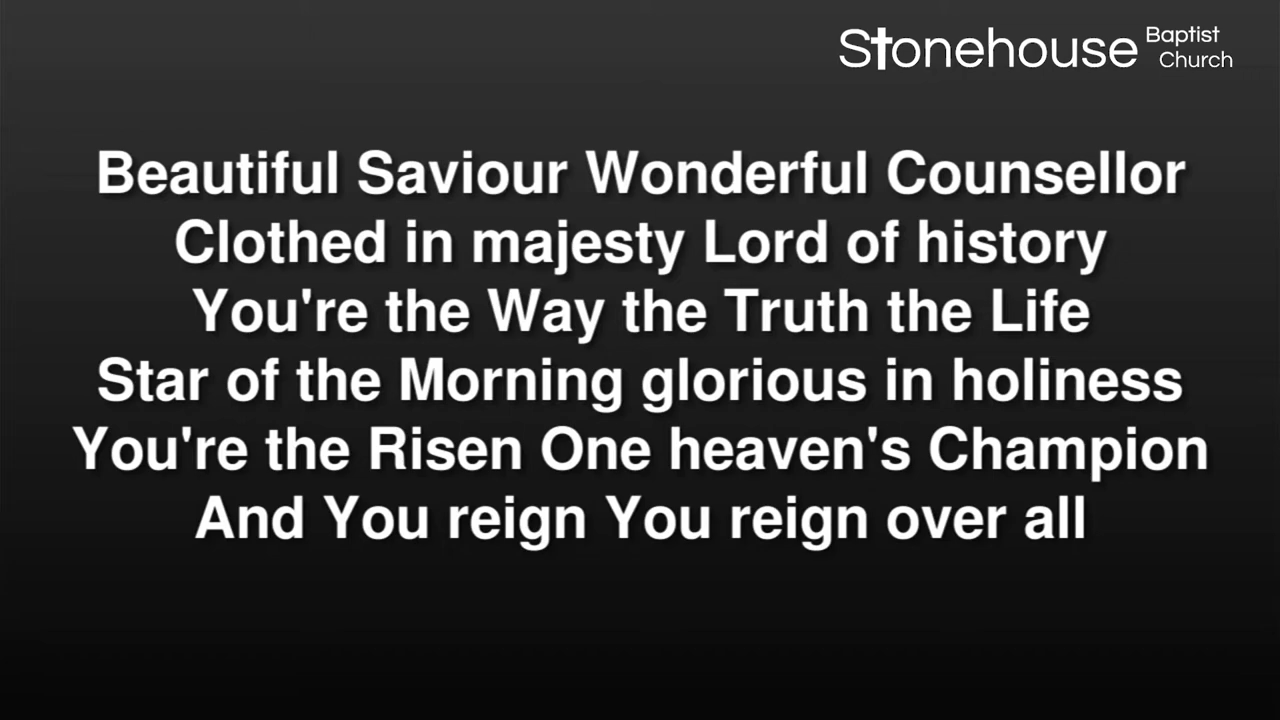 Stonehouse Baptist Church
Beautiful Saviour Wonderful Counsellor
Clothed in majesty Lord of history
You're the Way the Truth the Life
Star of the Morning glorious in holiness
You're the Risen One heaven's Champion
And You reign You reign over all